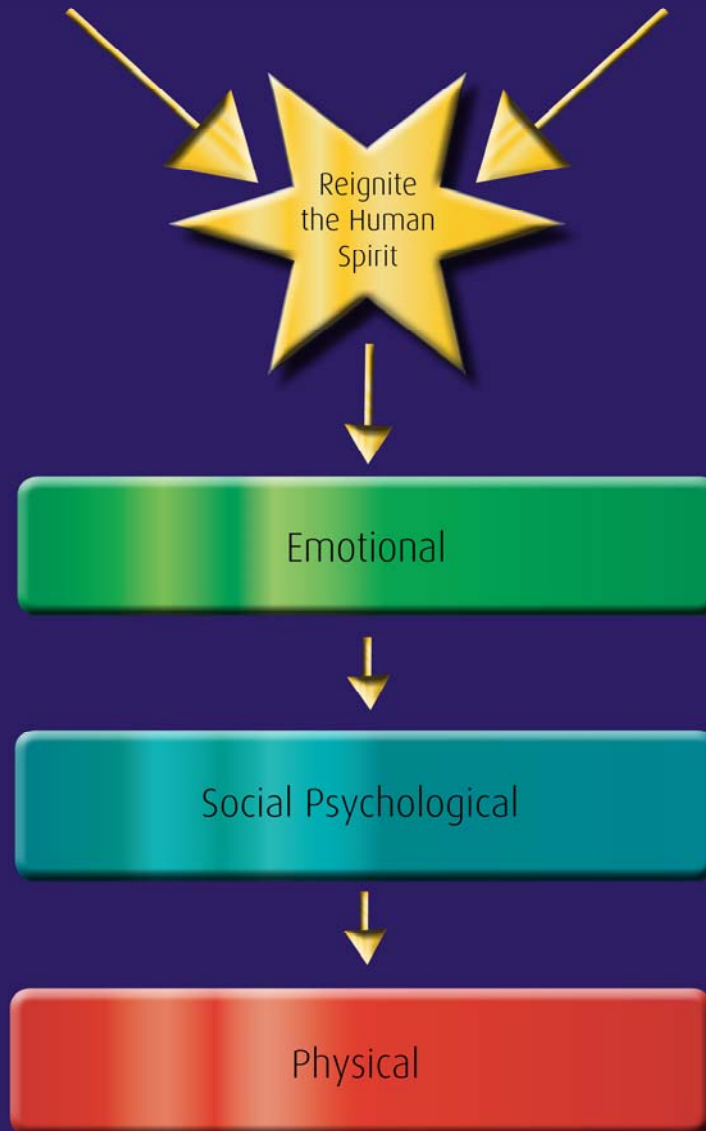 Reignite
the Human
Spirit
Emotional
Social Psychological
Physical